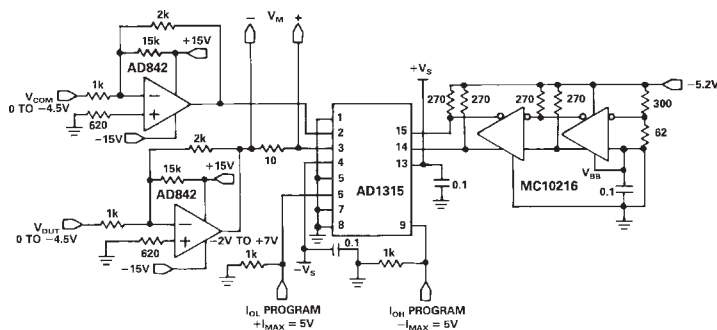 2k
− V_M +
15k
+15V
AD842
V_COM
1k
0 TO −4.5V
620
−15V
2k
15k
+15V
AD842
10
V_DUT
1k
0 TO −4.5V
620
−2V TO +7V
−15V
1k
1
2
3
4
5
6
7
8
15
14
13
9
AD1315
+V_S
0.1
−V_S
0.1
1k
I_OL PROGRAM
+I_MAX = 5V
I_OH PROGRAM
−I_MAX = 5V
270
270
270
270
−5.2V
300
62
V_BB
MC10216
0.1